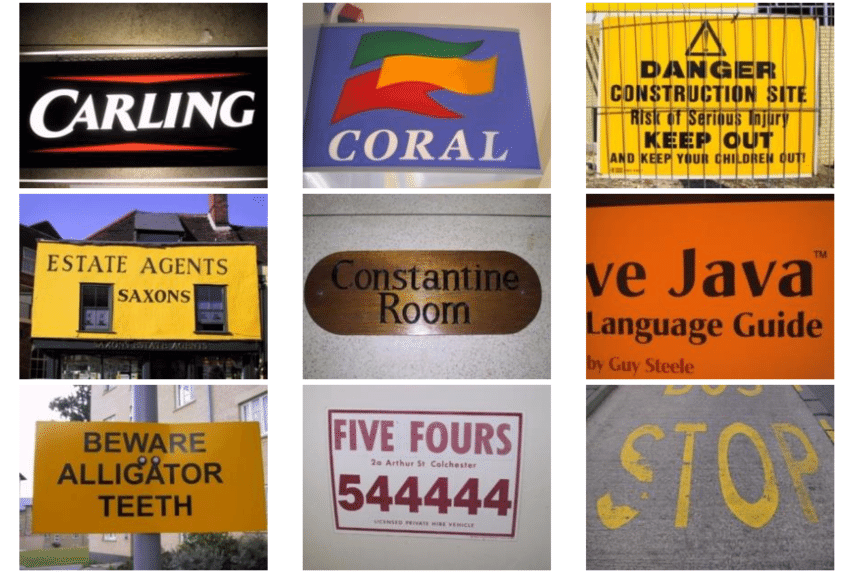 CARLING
CORAL
DANGER
CONSTRUCTION SITE
Risk of Serious Injury
KEEP OUT
AND KEEP YOUR CHILDREN OUT!
ESTATE AGENTS
SAXONS
Constantine
Room
ve Java™
Language Guide
by Guy Steele
BEWARE
ALLIGATOR
TEETH
FIVE FOURS
2a Arthur St Colchester
544444
LICENSED PRIVATE HIRE VEHICLE
BUS
STOP